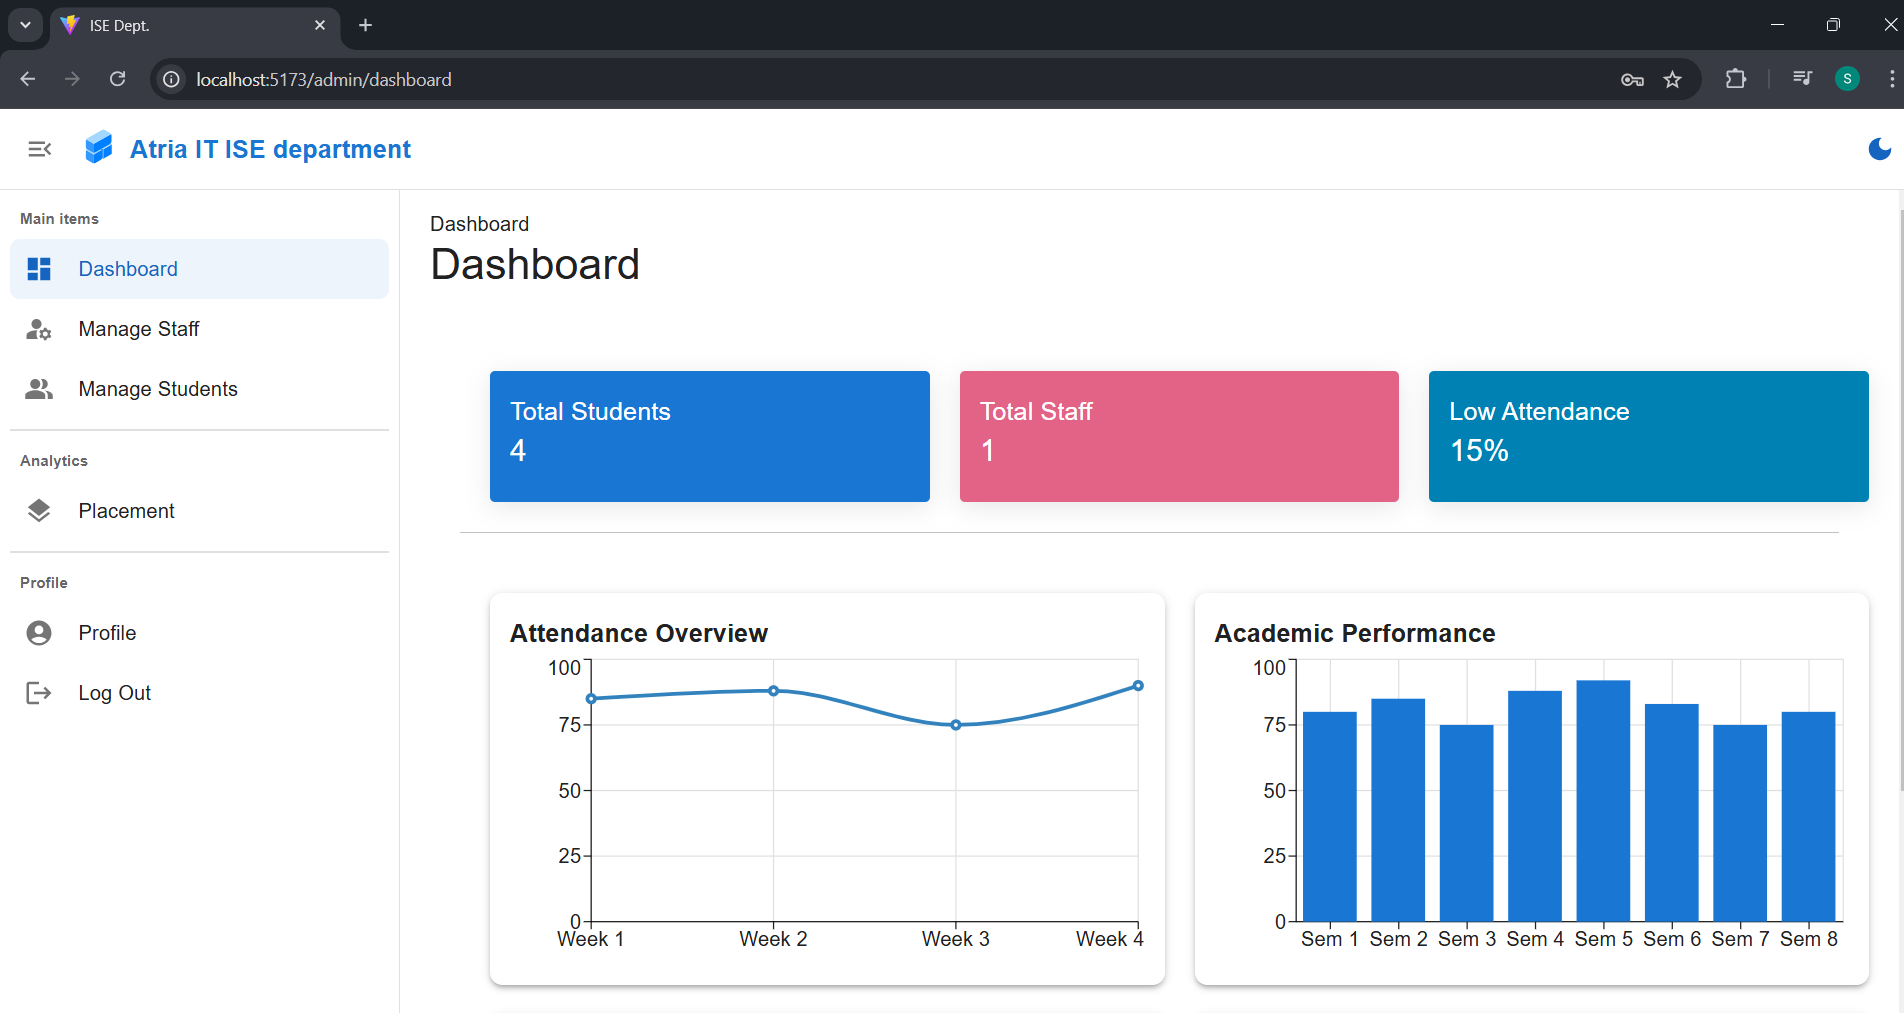 ISE Dept.
localhost:5173/admin/dashboard
S
Atria IT ISE department
Main items
Dashboard
Manage Staff
Manage Students
Analytics
Placement
Profile
Profile
Log Out
Dashboard
Dashboard
Total Students
4
Total Staff
1
Low Attendance
15%
Attendance Overview
100
75
50
25
0
Week 1 Week 2 Week 3 Week 4
Academic Performance
100
75
50
25
0
Sem 1 Sem 2 Sem 3 Sem 4 Sem 5 Sem 6 Sem 7 Sem 8